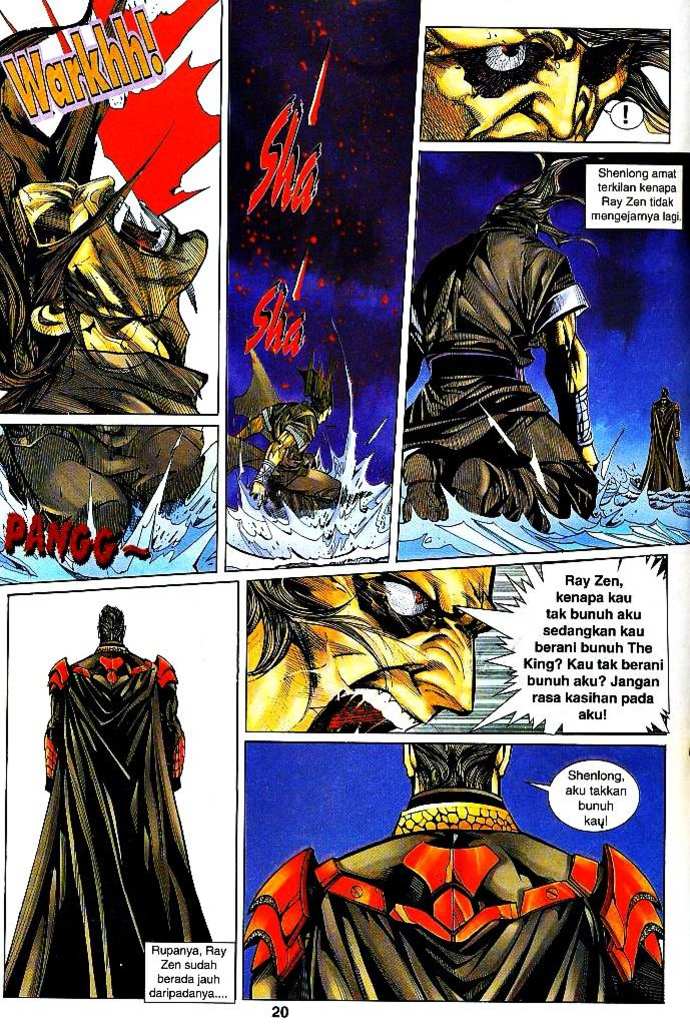 Warkhh!
Sha
Sha
!
Shenlong amat
terkilan kenapa
Ray Zen tidak
mengejarnya lagi.
PANGG~
Ray Zen,
kenapa kau
tak bunuh aku
sedangkan kau
berani bunuh The
King? Kau tak berani
bunuh aku? Jangan
rasa kasihan pada
aku!
Rupanya, Ray
Zen sudah
berada jauh
daripadanya....
Shenlong,
aku takkan
bunuh
kau!
20